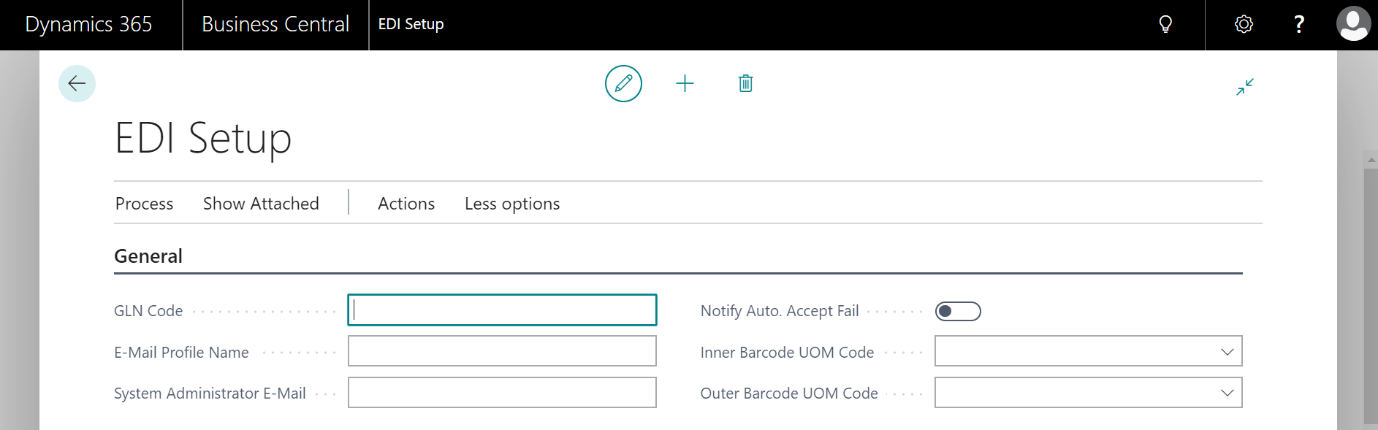 Dynamics 365 Business Central EDI Setup ?
EDI Setup
Process Show Attached Actions Less options
General
GLN Code Notify Auto. Accept Fail
E-Mail Profile Name Inner Barcode UOM Code
System Administrator E-Mail Outer Barcode UOM Code